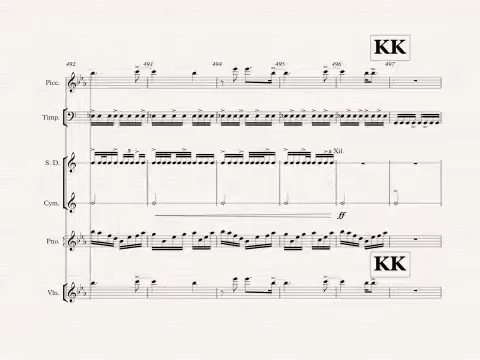 KK
492 493 494 495 496 497
Picc.
Timp.
S. D.
Xil.
Cym.
ff
Pno.
KK
Vln.